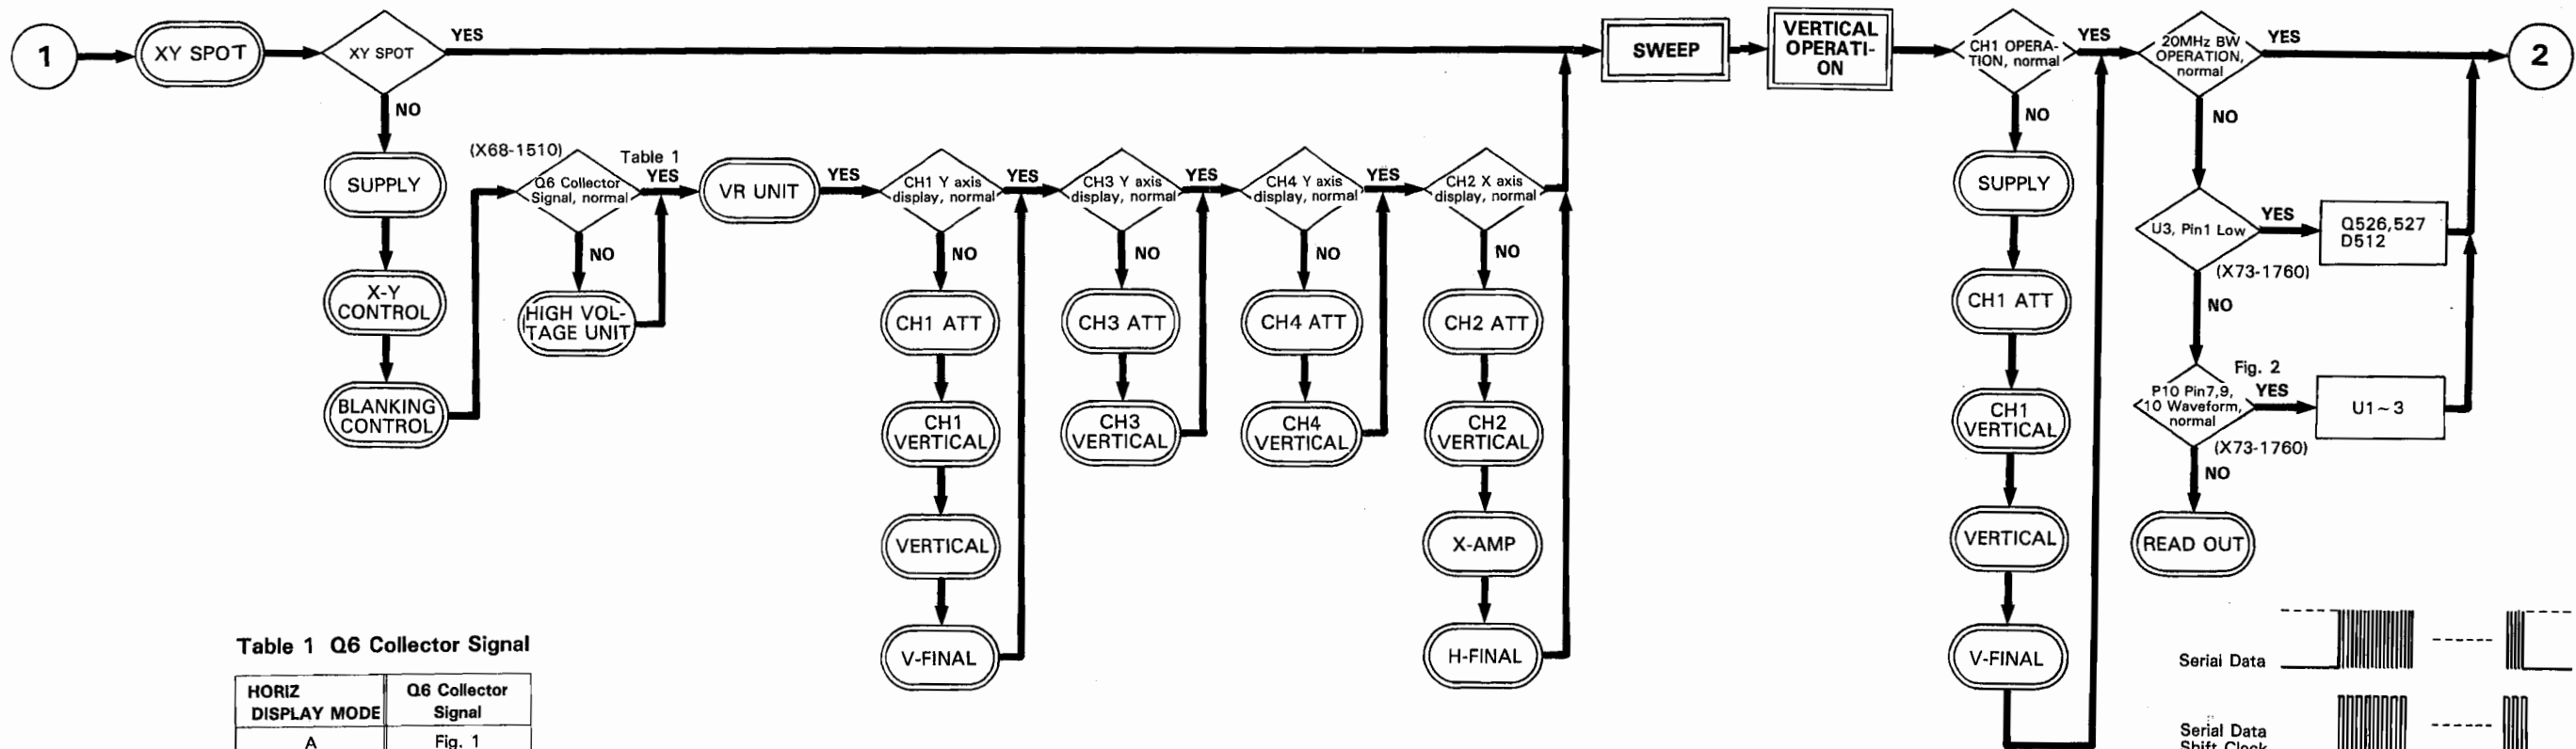 1
XY SPOT
XY SPOT
YES
NO
SUPPLY
X-Y
CONTROL
BLANKING
CONTROL
(X68-1510)
Q6 Collector
Signal, normal
Table 1
YES
NO
HIGH VOL-
TAGE UNIT
VR UNIT
YES
CH1 Y axis
display, normal
YES
NO
CH1 ATT
CH1
VERTICAL
VERTICAL
V-FINAL
CH3 Y axis
display, normal
YES
NO
CH3 ATT
CH3
VERTICAL
CH4 Y axis
display, normal
YES
NO
CH4 ATT
CH4
VERTICAL
CH2 X axis
display, normal
NO
CH2 ATT
CH2
VERTICAL
X-AMP
H-FINAL
SWEEP
VERTICAL
OPERATI-
ON
CH1 OPERA-
TION, normal
YES
NO
SUPPLY
CH1 ATT
CH1
VERTICAL
VERTICAL
V-FINAL
20MHz BW
OPERATION,
normal
YES
NO
2
U3, Pin1 Low
YES
(X73-1760)
NO
Q526,527
D512
P10 Pin7,9,
10 Waveform,
normal
Fig. 2
YES
(X73-1760)
NO
U1~3
READ OUT
Table 1 Q6 Collector Signal
HORIZ
DISPLAY MODE
Q6 Collector
Signal
A
Fig. 1
Serial Data
Serial Data
Shift Clock